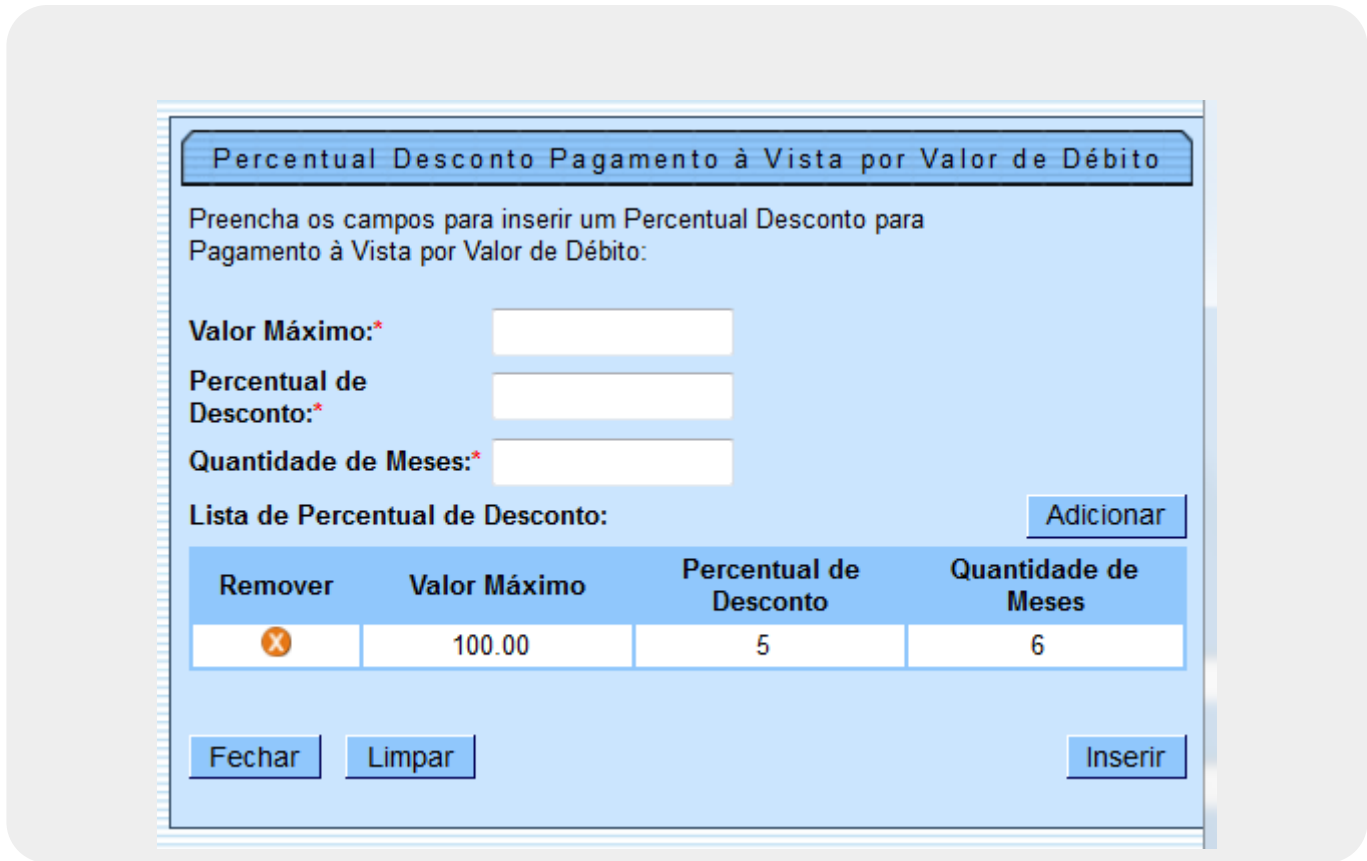 Percentual Desconto Pagamento à Vista por Valor de Débito
Preencha os campos para inserir um Percentual Desconto para
Pagamento à Vista por Valor de Débito:
Valor Máximo:*
Percentual de
Desconto:*
Quantidade de Meses:*
Lista de Percentual de Desconto:
Adicionar
Remover Valor Máximo Percentual de Desconto Quantidade de Meses
X 100.00 5 6
Fechar Limpar Inserir